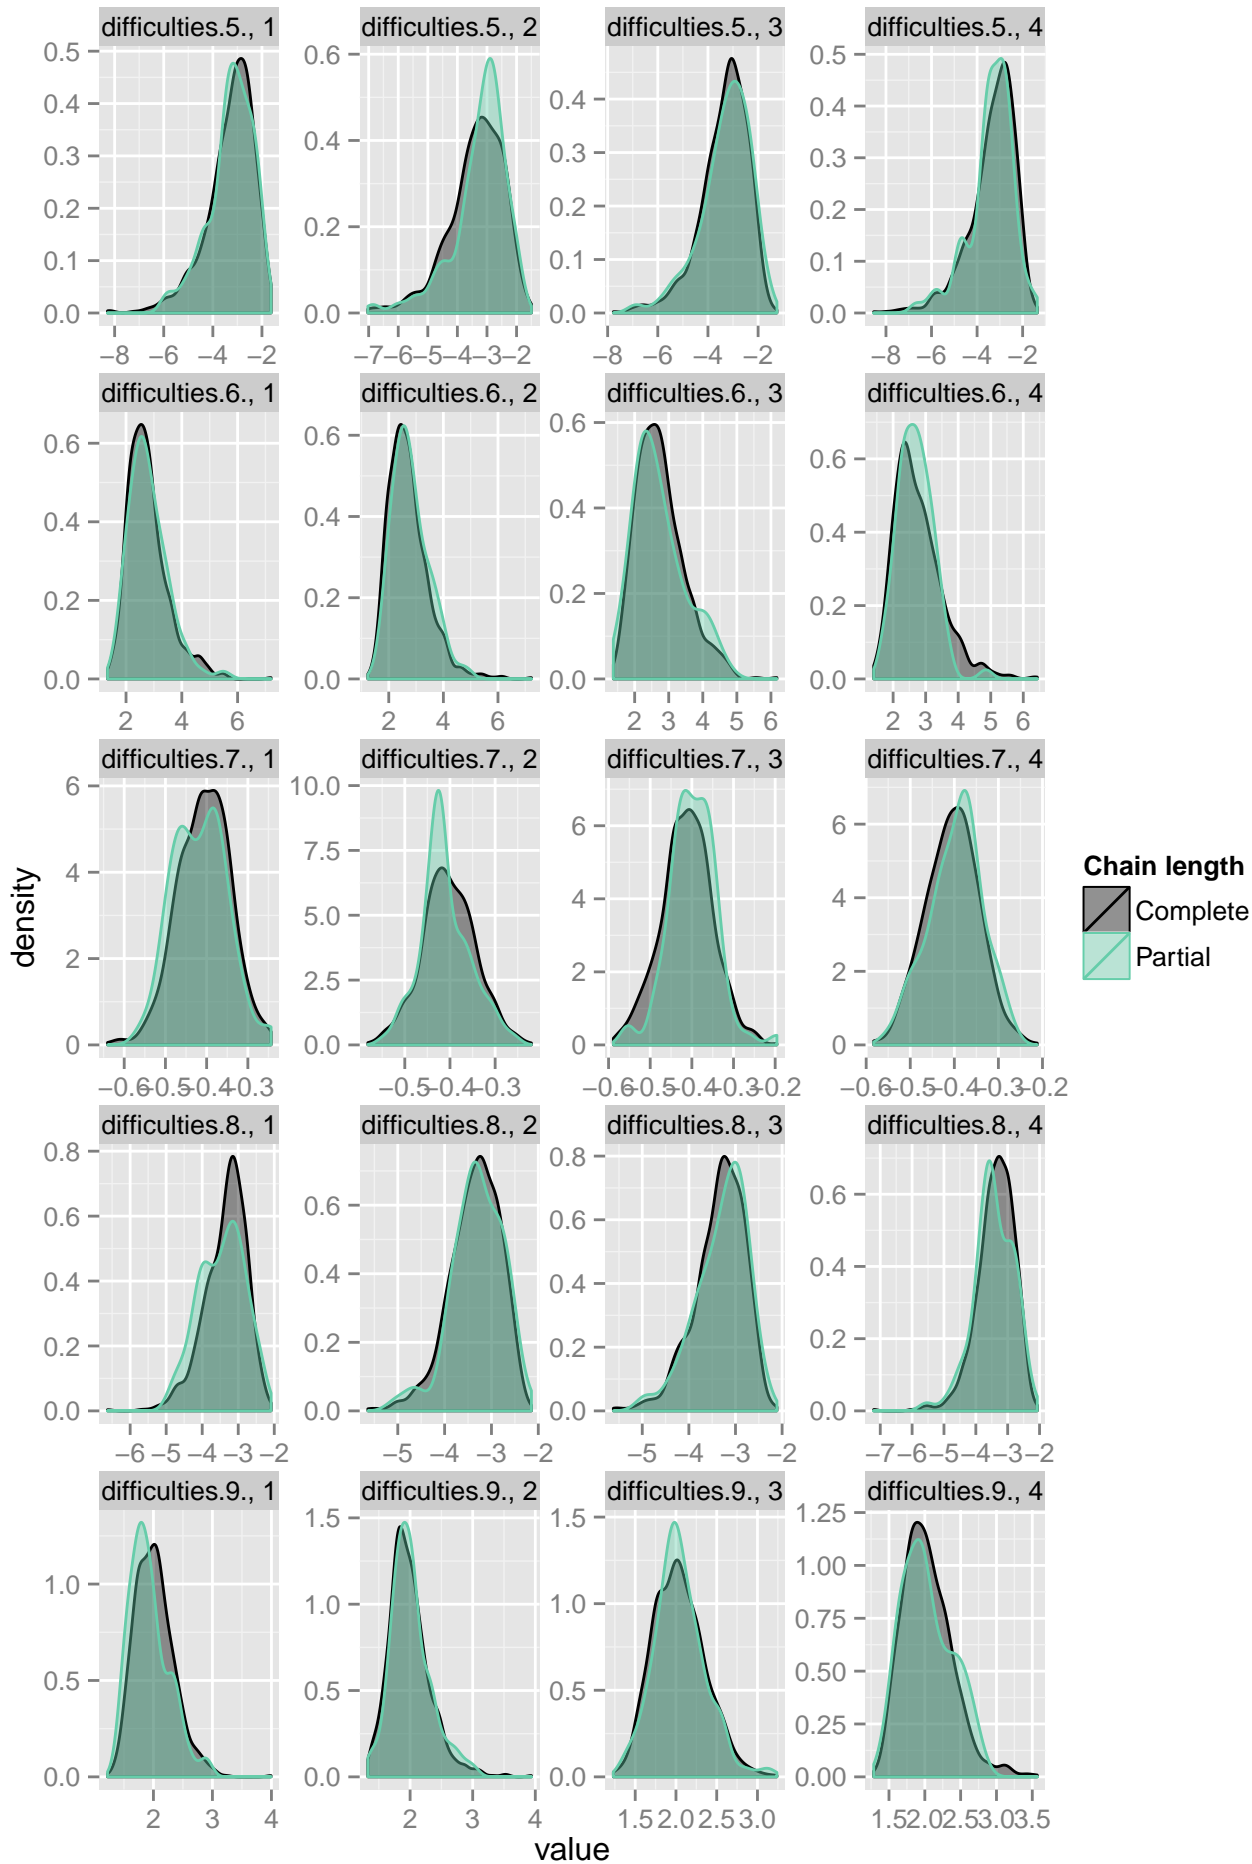 difficulties.5., 1 difficulties.5., 2 difficulties.5., 3 difficulties.5., 4
0.5
0.4
0.3
0.2
0.1
0.0
0.6
0.4
0.2
0.0
0.4
0.3
0.2
0.1
0.0
0.5
0.4
0.3
0.2
0.1
0.0
−8 −6 −4 −2
−7 −6 −5 −4 −3 −2
−8 −6 −4 −2
−8 −6 −4 −2
difficulties.6., 1 difficulties.6., 2 difficulties.6., 3 difficulties.6., 4
0.6
0.4
0.2
0.0
0.6
0.4
0.2
0.0
0.6
0.4
0.2
0.0
0.6
0.4
0.2
0.0
2 4 6
2 4 6
2 3 4 5 6
2 3 4 5 6
difficulties.7., 1 difficulties.7., 2 difficulties.7., 3 difficulties.7., 4
6
4
2
0
10.0
7.5
5.0
2.5
0.0
6
4
2
0
6
4
2
0
−0.6 −0.5 −0.4 −0.3
−0.5 −0.4 −0.3
−0.6 −0.5 −0.4 −0.3 −0.2
−0.6 −0.5 −0.4 −0.3 −0.2
difficulties.8., 1 difficulties.8., 2 difficulties.8., 3 difficulties.8., 4
0.8
0.6
0.4
0.2
0.0
0.6
0.4
0.2
0.0
0.8
0.6
0.4
0.2
0.0
0.6
0.4
0.2
0.0
−6 −5 −4 −3 −2
−5 −4 −3 −2
−5 −4 −3 −2
−7 −6 −5 −4 −3 −2
difficulties.9., 1 difficulties.9., 2 difficulties.9., 3 difficulties.9., 4
1.0
0.5
0.0
1.5
1.0
0.5
0.0
1.5
1.0
0.5
0.0
1.25
1.00
0.75
0.50
0.25
0.00
2 3 4
2 3 4
1.5 2.0 2.5 3.0
1.5 2.0 2.5 3.0 3.5
density
value
Chain length
Complete
Partial